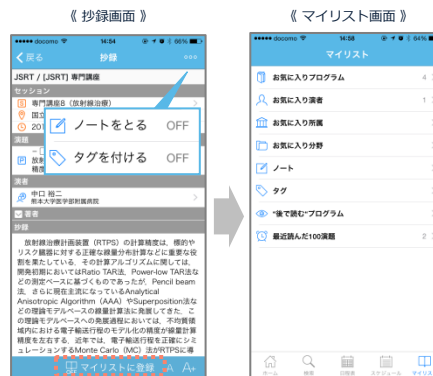 《 抄録画面 》
《 マイリスト画面 》
docomo 14:54 66%
戻る 抄録
JSRT / [JSRT] 専門講座
セッション
専門講座8（放射線治療）
国立
201
演題
放射
精度
演者
中口 裕二
熊本大学医学部附属病院
著者
抄録
ノートをとる OFF
タグを付ける OFF
放射線治療計画装置（RTPS）の計算精度は、標的や
リスク臓器に対する正確な線量分布計算などに重要な役
割を果たしている。その計算アルゴリズムに関しては、
開発初期においてはRatio TAR法、Power-low TAR法な
どの測定ベースに基づくものであったが、Pencil beam
法、さらに現在主流になっているAnalytical
Anisotropic Algorithm（AAA）やSuperposition法な
どの理論モデルベースの線量計算法に発展してきた。こ
の理論モデルベースへの発展過程においては、不均質領
域内における電子輸送行程のモデル化の精度が線量計算
精度を左右する。近年では、電子輸送行程を正確にシミ
ュレーションするMonte Carlo（MC）法がRTPSに導
マイリストに登録 A A+
docomo 14:58 64%
マイリスト
お気に入りプログラム 4
お気に入り演者 1
お気に入り所属
お気に入り分野
ノート
タグ
"後で読む"プログラム
最近読んだ100演題 2
ホーム 検索 日程表 スケジュール マイリスト